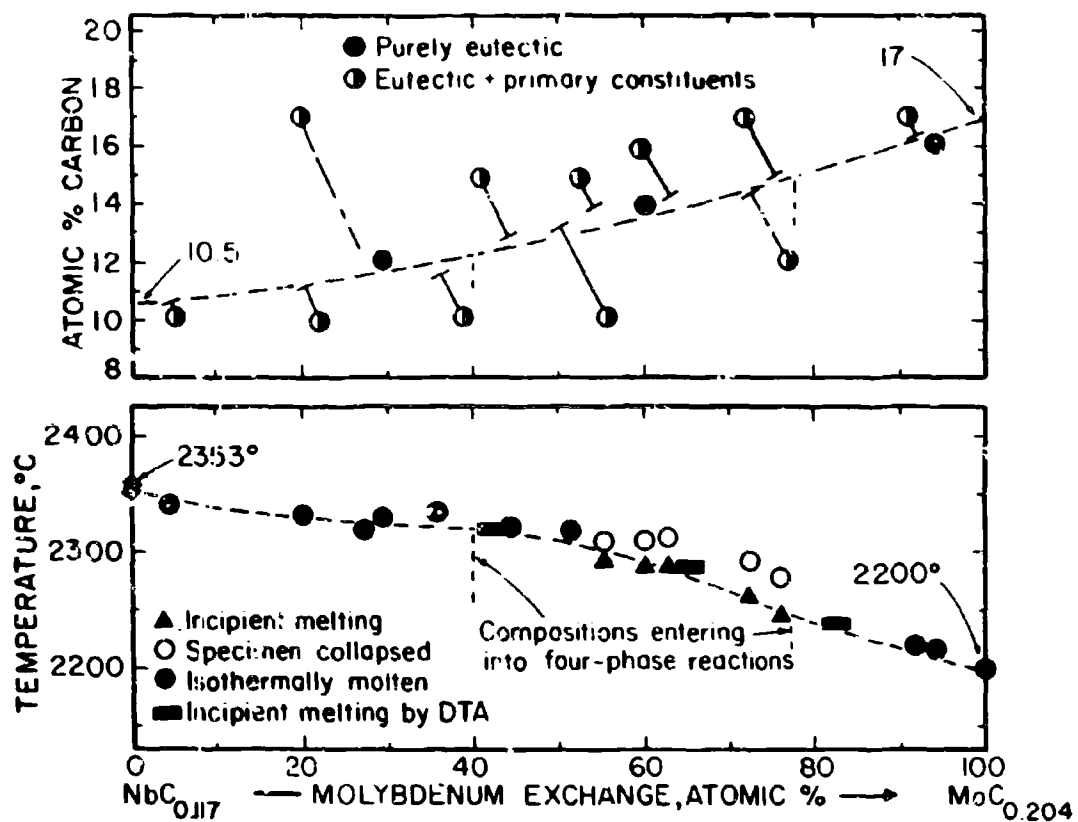 20
18
16
14
12
10
8
ATOMIC % CARBON
Purely eutectic
Eutectic + primary constituents
17
10.5
2400
2300
2200
TEMPERATURE, °C
2353°
2200°
Incipient melting
Specimen collapsed
Isothermally molten
Incipient melting by DTA
Compositions entering
into four-phase reactions
0 20 40 60 80 100
NbC0.117 MOLYBDENUM EXCHANGE, ATOMIC % MoC0.204